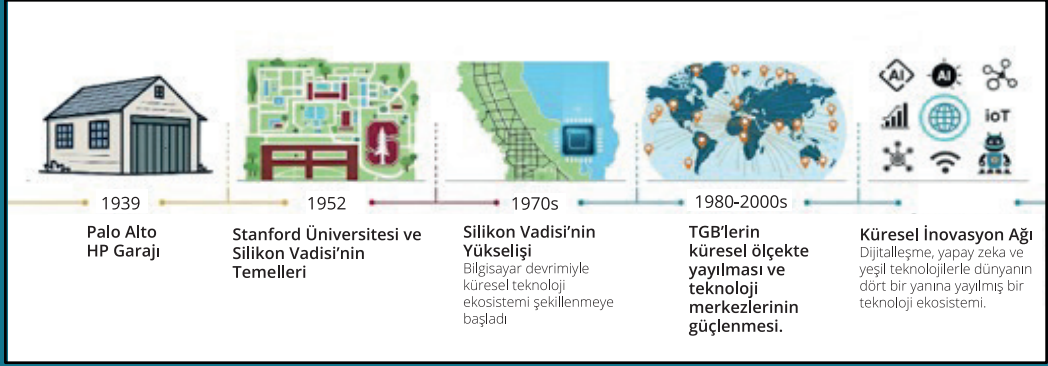 AI
AI
ioT
1939
1952
1970s
1980-2000s
Palo Alto
HP Garajı
Stanford Üniversitesi ve
Silikon Vadisi’nin
Temelleri
Silikon Vadisi’nin
Yükselişi
Bilgisayar devrimiyle
küresel teknoloji
ekosistemi şekillenmeye
başladı
TGB’lerin
küresel ölçekte
yayılması ve
teknoloji
merkezlerinin
güçlenmesi.
Küresel İnovasyon Ağı
Dijitalleşme, yapay zeka ve
yeşil teknolojilerle dünyanın
dört bir yanına yayılmış bir
teknoloji ekosistemi.